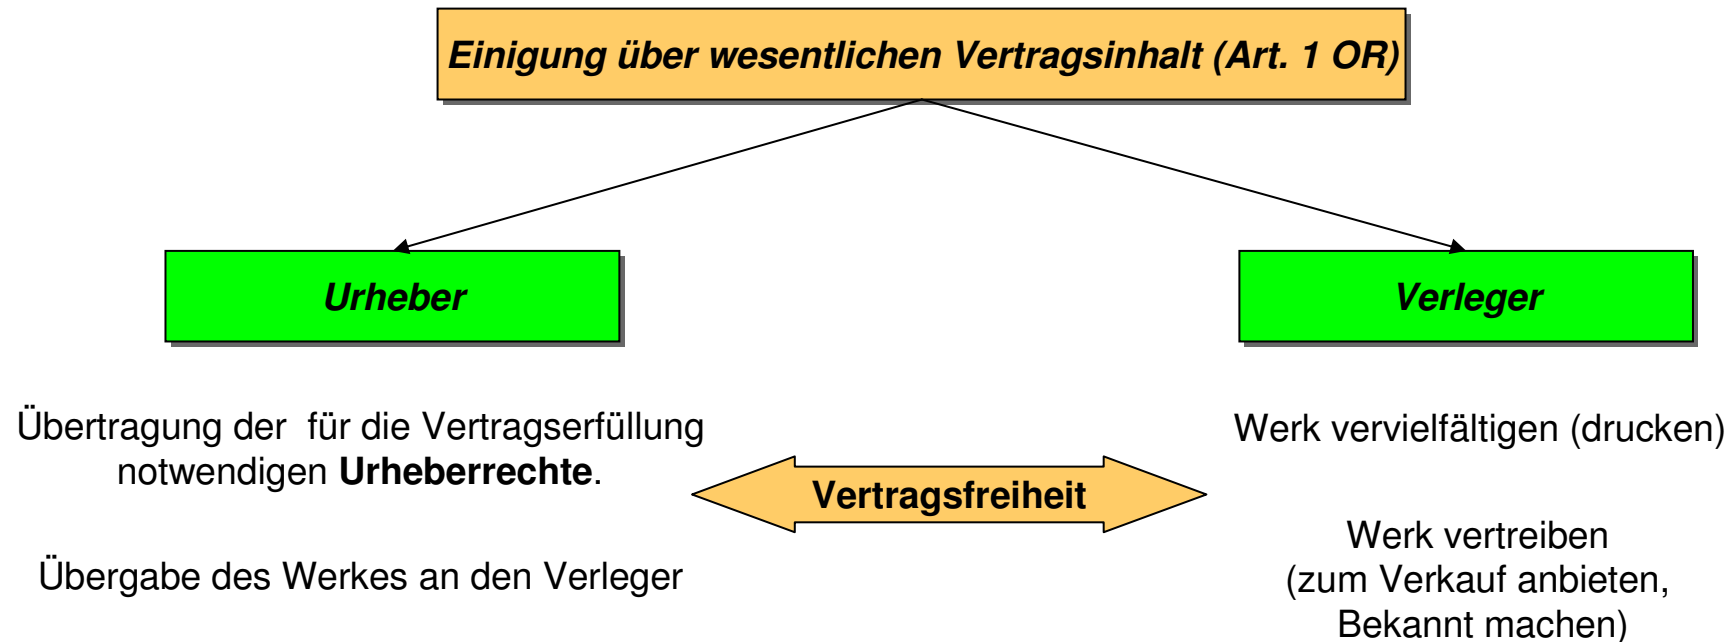 Einigung über wesentlichen Vertragsinhalt (Art. 1 OR)
Urheber
Verleger
Übertragung der  für die Vertragserfüllung
notwendigen Urheberrechte.
Übergabe des Werkes an den Verleger
Vertragsfreiheit
Werk vervielfältigen (drucken)
Werk vertreiben
(zum Verkauf anbieten,
Bekannt machen)